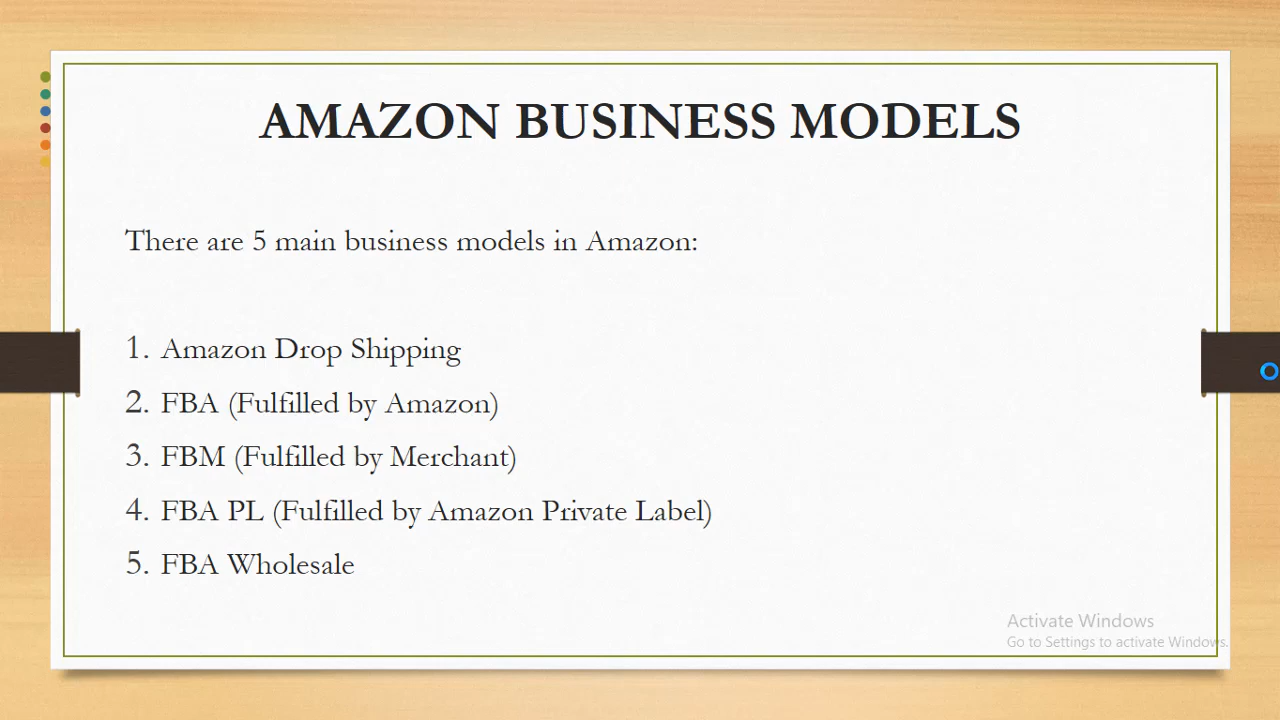 AMAZON BUSINESS MODELS
There are 5 main business models in Amazon:
1. Amazon Drop Shipping
2. FBA (Fulfilled by Amazon)
3. FBM (Fulfilled by Merchant)
4. FBA PL (Fulfilled by Amazon Private Label)
5. FBA Wholesale
Activate Windows
Go to Settings to activate Windows.